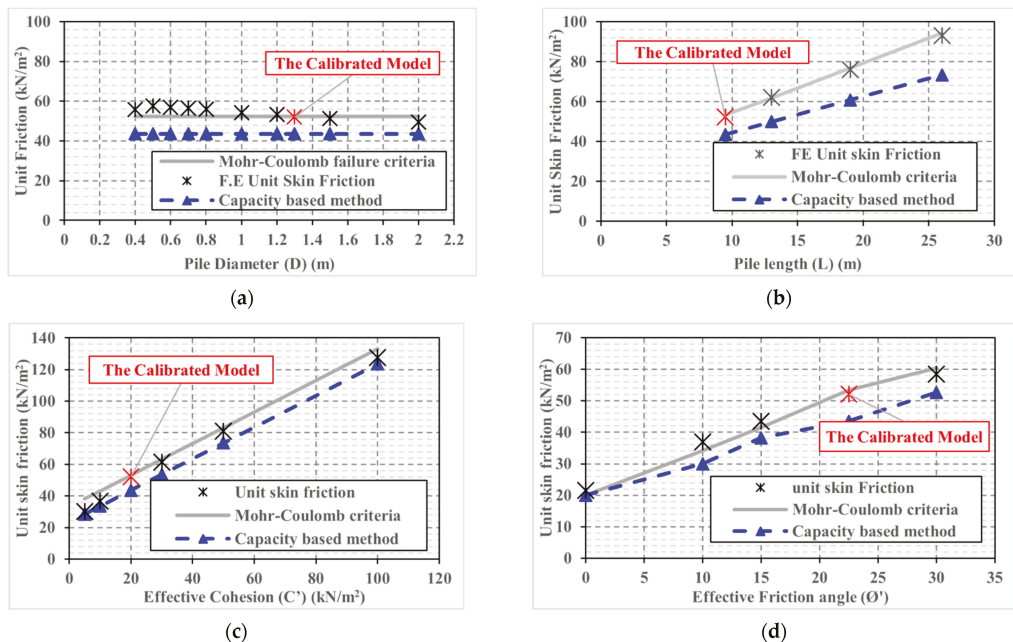 100
80
60
40
20
0
Unit Friction (kN/m²)
The Calibrated Model
Mohr-Coulomb failure criteria
F.E Unit Skin Friction
Capacity based method
0 0.2 0.4 0.6 0.8 1 1.2 1.4 1.6 1.8 2 2.2
Pile Diameter (D) (m)
(a)
100
80
60
40
20
0
Unit Skin Friction (kN/m²)
The Calibrated Model
FE Unit skin Friction
Mohr-Coulomb criteria
Capacity based method
0 5 10 15 20 25 30
Pile length (L) (m)
(b)
140
120
100
80
60
40
20
0
Unit skin friction (kN/m²)
The Calibrated Model
Unit skin friction
Mohr-Coulomb criteria
Capacity based method
0 20 40 60 80 100 120
Effective Cohesion (C’) (kN/m²)
(c)
70
60
50
40
30
20
10
0
Unit skin friction (kN/m²)
The Calibrated Model
unit skin Friction
Mohr-Coulomb criteria
Capacity based method
0 5 10 15 20 25 30 35
Effective Friction angle (Ø')
(d)